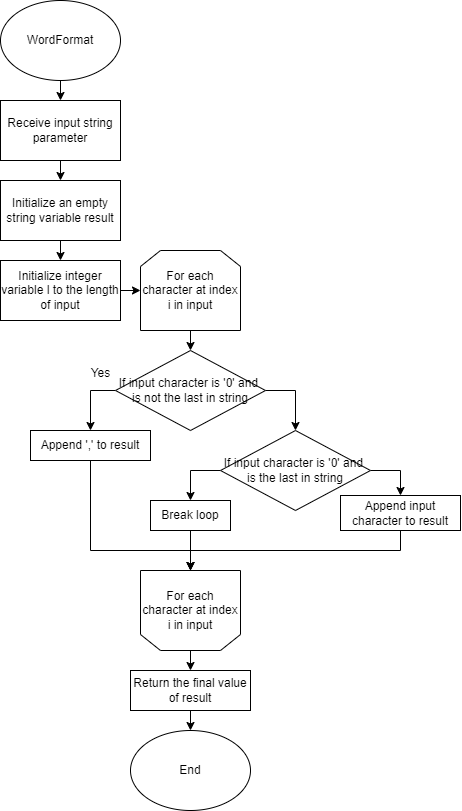 WordFormat
Receive input string
parameter
Initialize an empty
string variable result
Initialize integer
variable l to the length
of input
For each
character at index
i in input
If input character is '0' and
is not the last in string
Yes
Append ',' to result
If input character is '0' and
is the last in string
Break loop
Append input
character to result
For each
character at index
i in input
Return the final value
of result
End